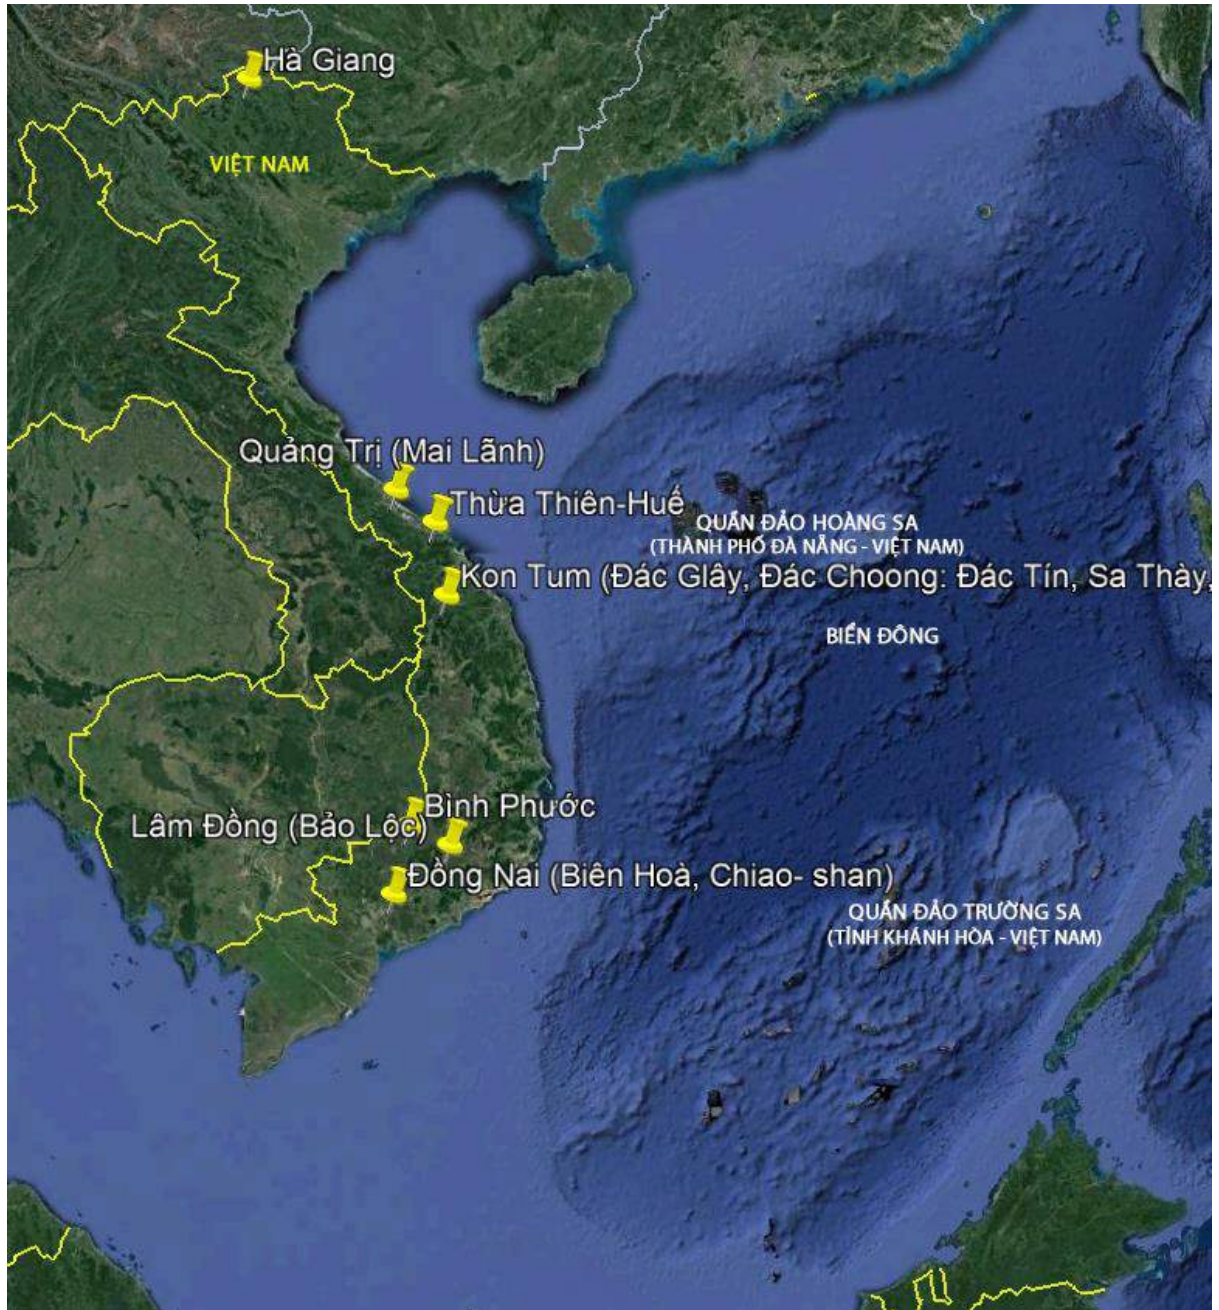 Hà Giang
VIỆT NAM
Quảng Trị (Mai Lãnh)
Thừa Thiên-Huế
QUẦN ĐẢO HOÀNG SA
(THÀNH PHỐ ĐÀ NẴNG - VIỆT NAM)
Kon Tum (Đác Glây, Đác Choong: Đác Tín, Sa Thày,
BIỂN ĐÔNG
Bình Phước
Lâm Đồng (Bảo Lộc)
Đồng Nai (Biên Hoà, Chiao- shan)
QUẦN ĐẢO TRƯỜNG SA
(TỈNH KHÁNH HÒA - VIỆT NAM)